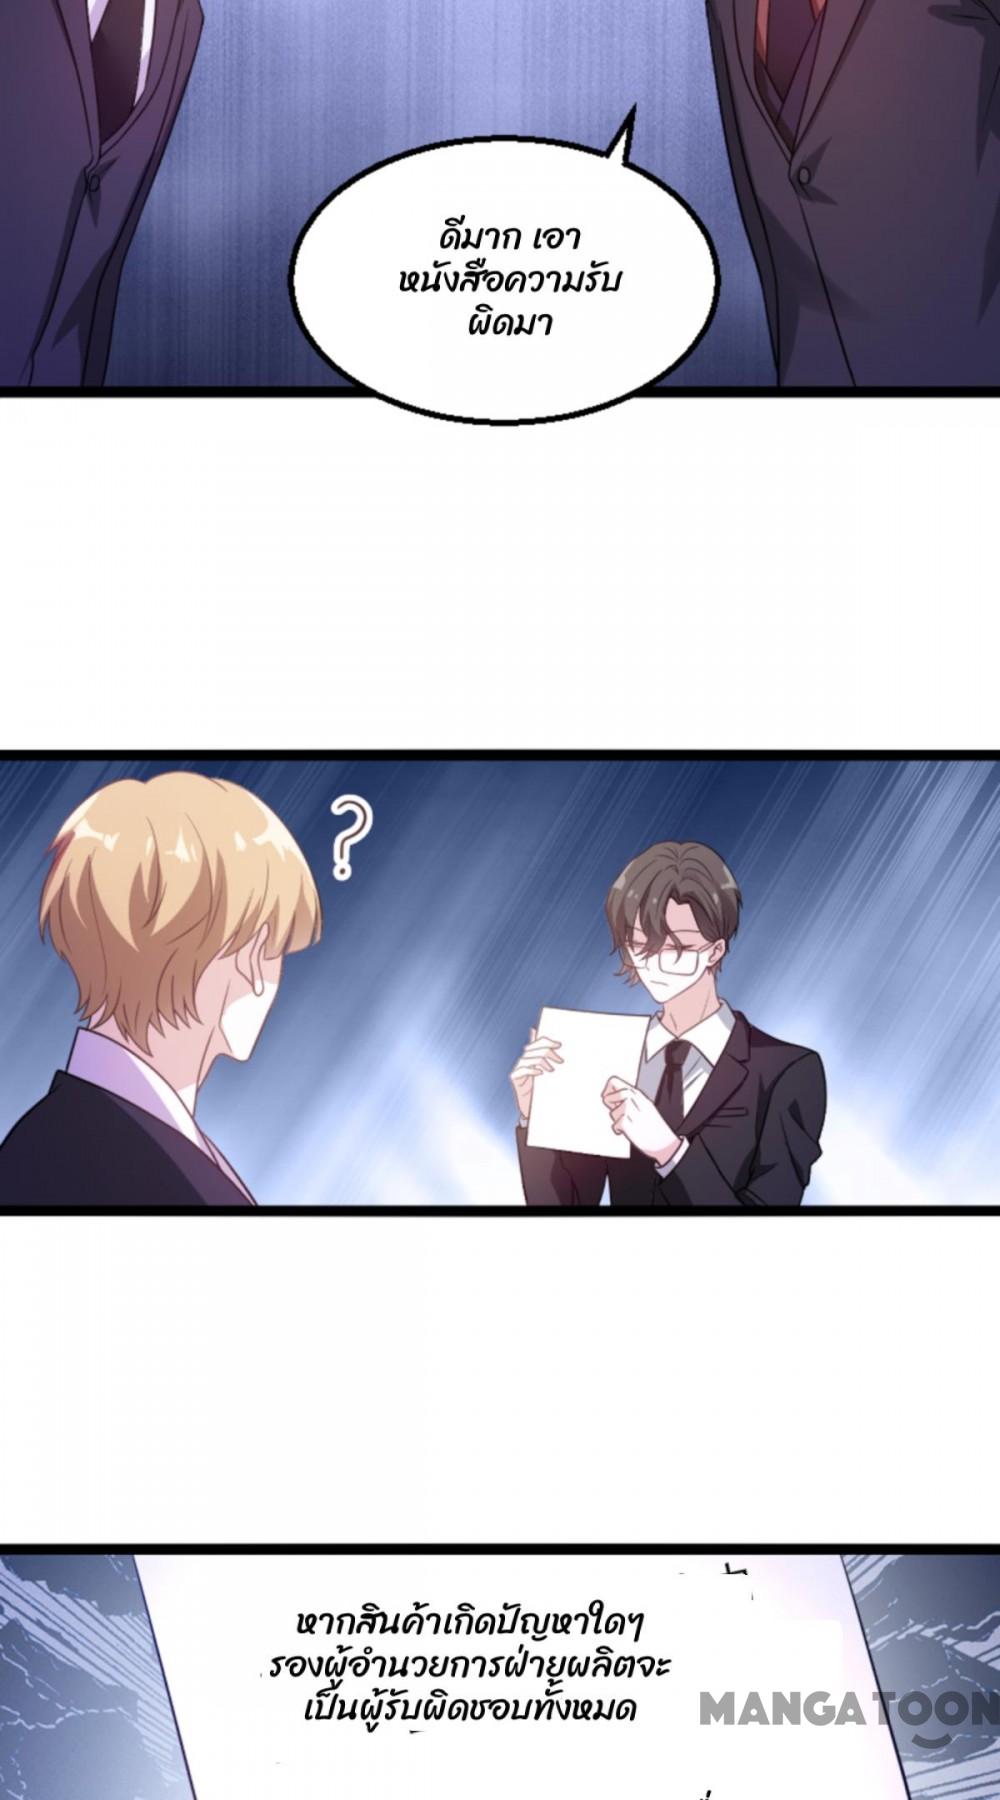 ดีมาก เอา
หนังสือความรับ
ผิดมา
?
หากสินค้าเกิดปัญหาใดๆ
รองผู้อำนวยการฝ่ายผลิตจะ
เป็นผู้รับผิดชอบทั้งหมด
MANGATOON